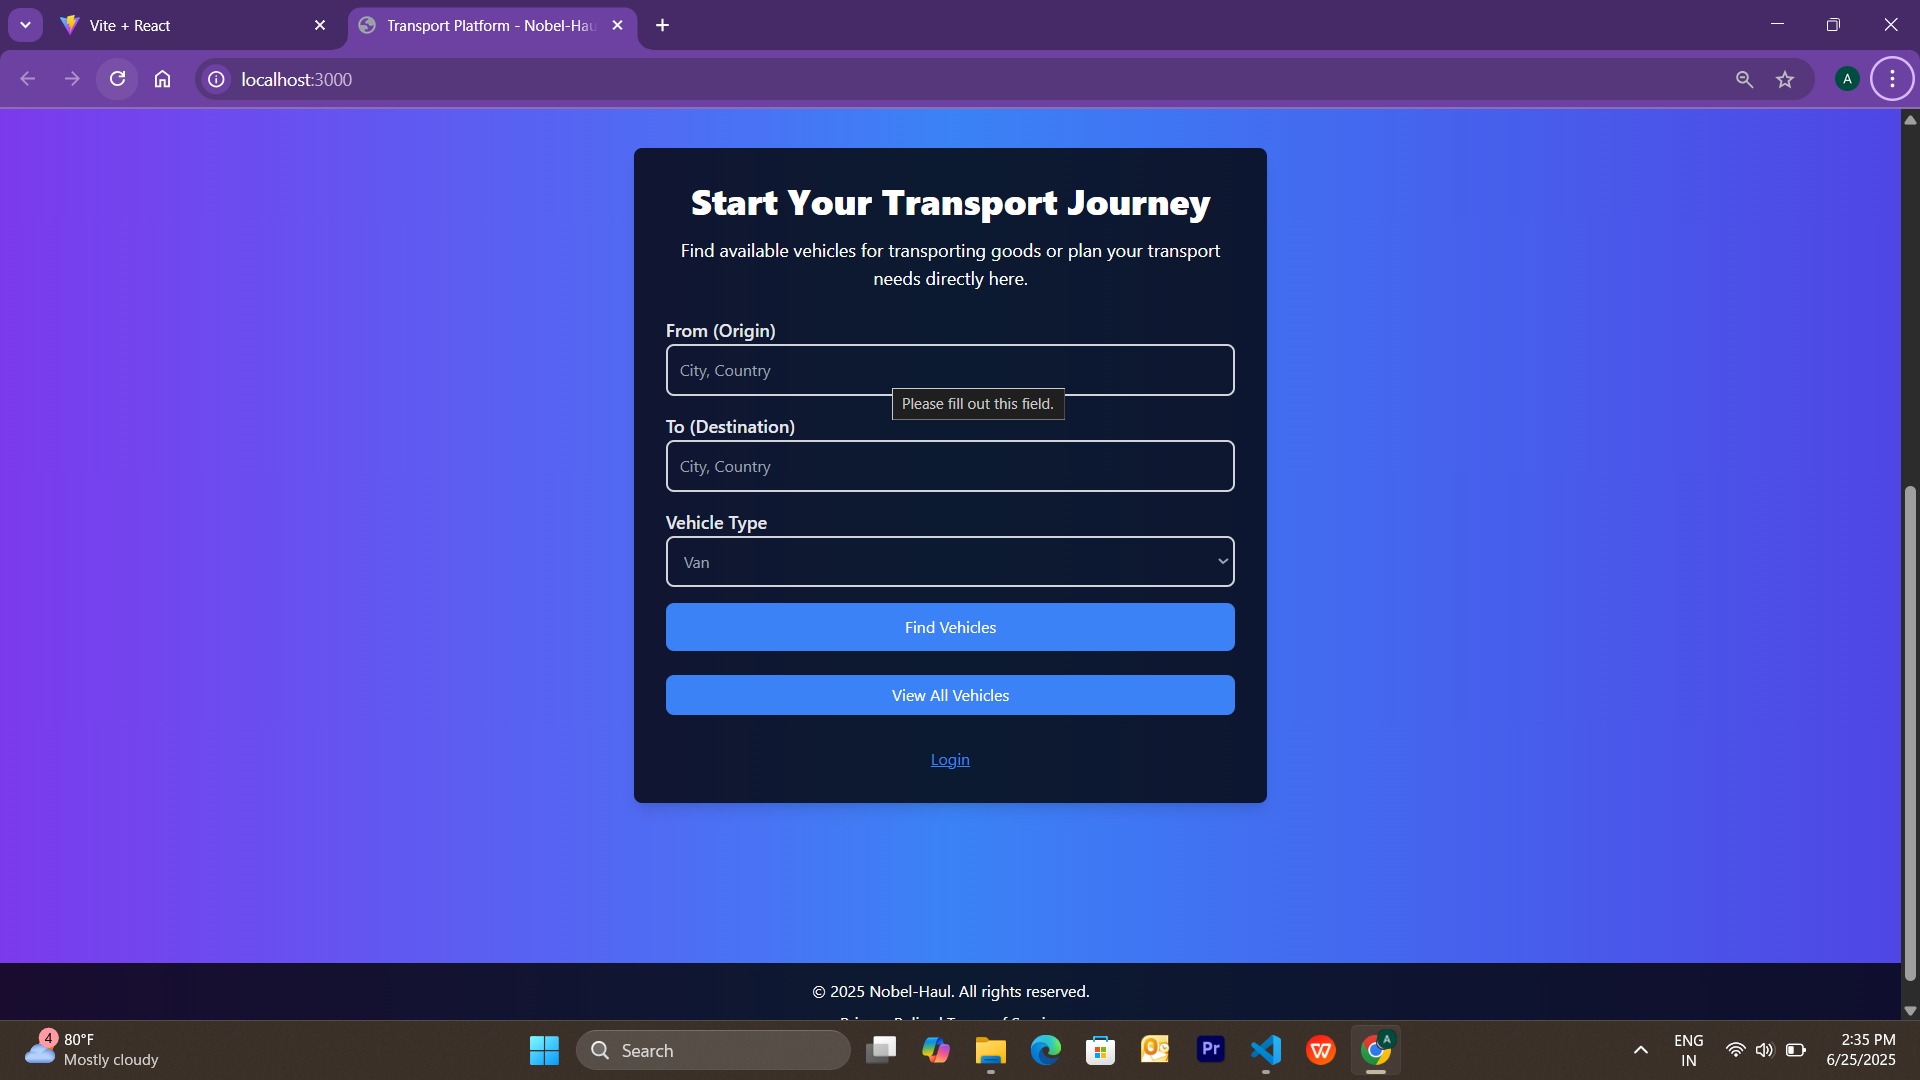 Vite + React
Transport Platform - Nobel-Hau
localhost:3000
A
Start Your Transport Journey
Find available vehicles for transporting goods or plan your transport
needs directly here.
From (Origin)
City, Country
Please fill out this field.
To (Destination)
City, Country
Vehicle Type
Van
Find Vehicles
View All Vehicles
Login
© 2025 Nobel-Haul. All rights reserved.
4
80°F
Mostly cloudy
Search
Pr
W
A
ENG
IN
2:35 PM
6/25/2025